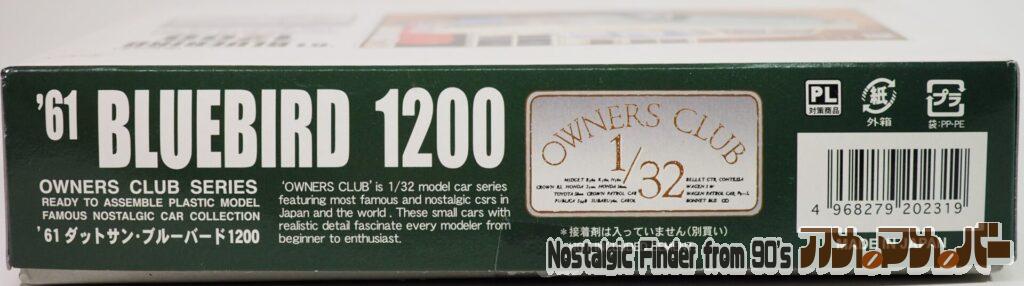 '61 BLUEBIRD 1200
OWNERS CLUB SERIES
READY TO ASSEMBLE PLASTIC MODEL
FAMOUS NOSTALGIC CAR COLLECTION
'61 ダットサン・ブルーバード1200
'OWNERS CLUB' is 1/32 model car series
featuring most famous and nostalgic csrs in
Japan and the world . These small cars with
realistic detail fascinate every modeler from
beginner to enthusiast.
OWNERS CLUB
1/32
＊接着剤は入っていません(別買い)
PL
対策商品
紙
外箱
プラ
袋:PP･PE
4 968279 202319
MADE IN JAPAN
Nostalgic Finder from 90's